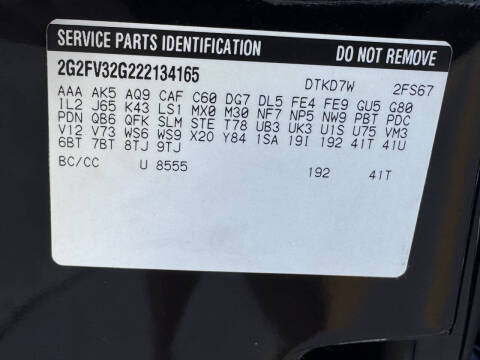 SERVICE PARTS IDENTIFICATION DO NOT REMOVE
2G2FV32G222134165 DTKD7W 2FS67
AAA AK5 AQ9 CAF C60 DG7 DL5 FE4 FE9 GU5 G80
IL2 J65 K43 LS1 MX0 M30 NF7 NP5 NW9 PBT PDC
PDN QB6 QFK SLM STE T78 UB3 UK3 U1S U75 VM3
V12 V73 WS6 WS9 X20 Y84 1SA 19I 192 41T 41U
6BT 7BT 8TJ 9TJ
BC/CC U 8555 192 41T